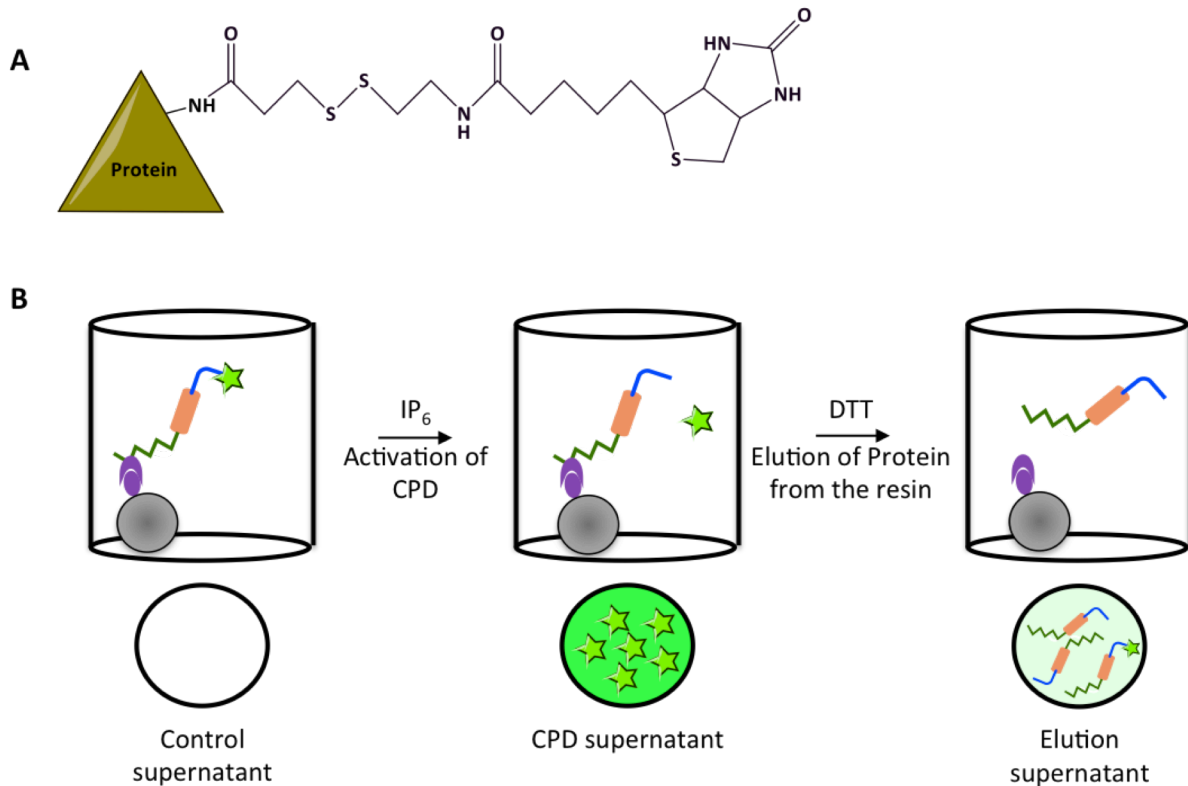 A
O
NH
S
S
O
N
H
HN
O
NH
S
Protein
B
IP6
Activation of
CPD
DTT
Elution of Protein
from the resin
Control
supernatant
CPD supernatant
Elution
supernatant